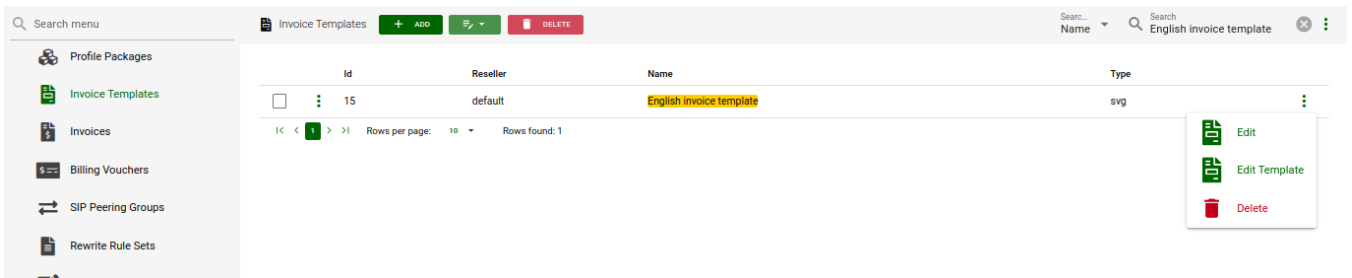 Search menu
Profile Packages
Invoice Templates
Invoices
Billing Vouchers
SIP Peering Groups
Rewrite Rule Sets
Invoice Templates
ADD
DELETE
Searc...
Name
Search
English invoice template
Id Reseller Name Type
15 default English invoice template svg
1 Rows per page: 10 Rows found: 1
Edit
Edit Template
Delete